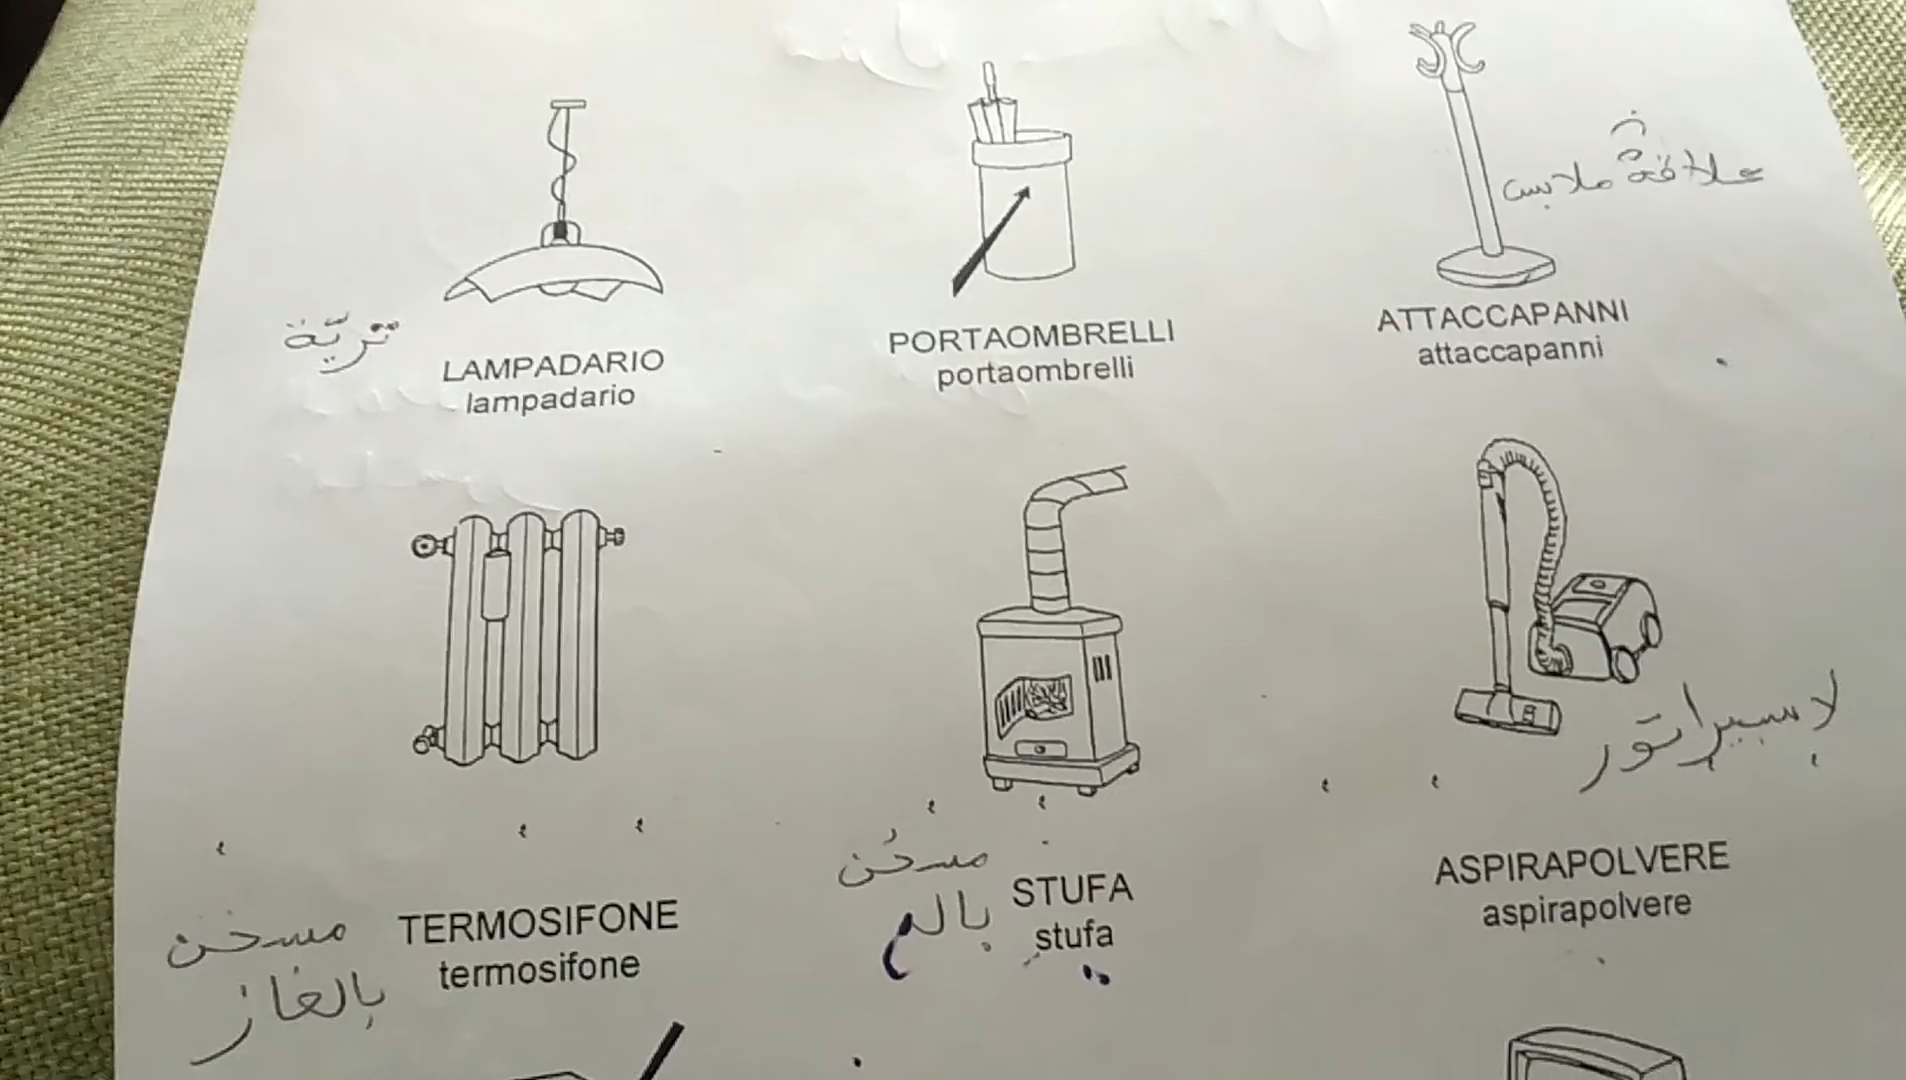 علاقة ملابس
ثريّة
LAMPADARIO
lampadario
PORTAOMBRELLI
portaombrelli
ATTACCAPANNI
attaccapanni
لاسبيراتور
مسخن
بالغاز
TERMOSIFONE
termosifone
مسخن
STUFA
stufa
ASPIRAPOLVERE
aspirapolvere